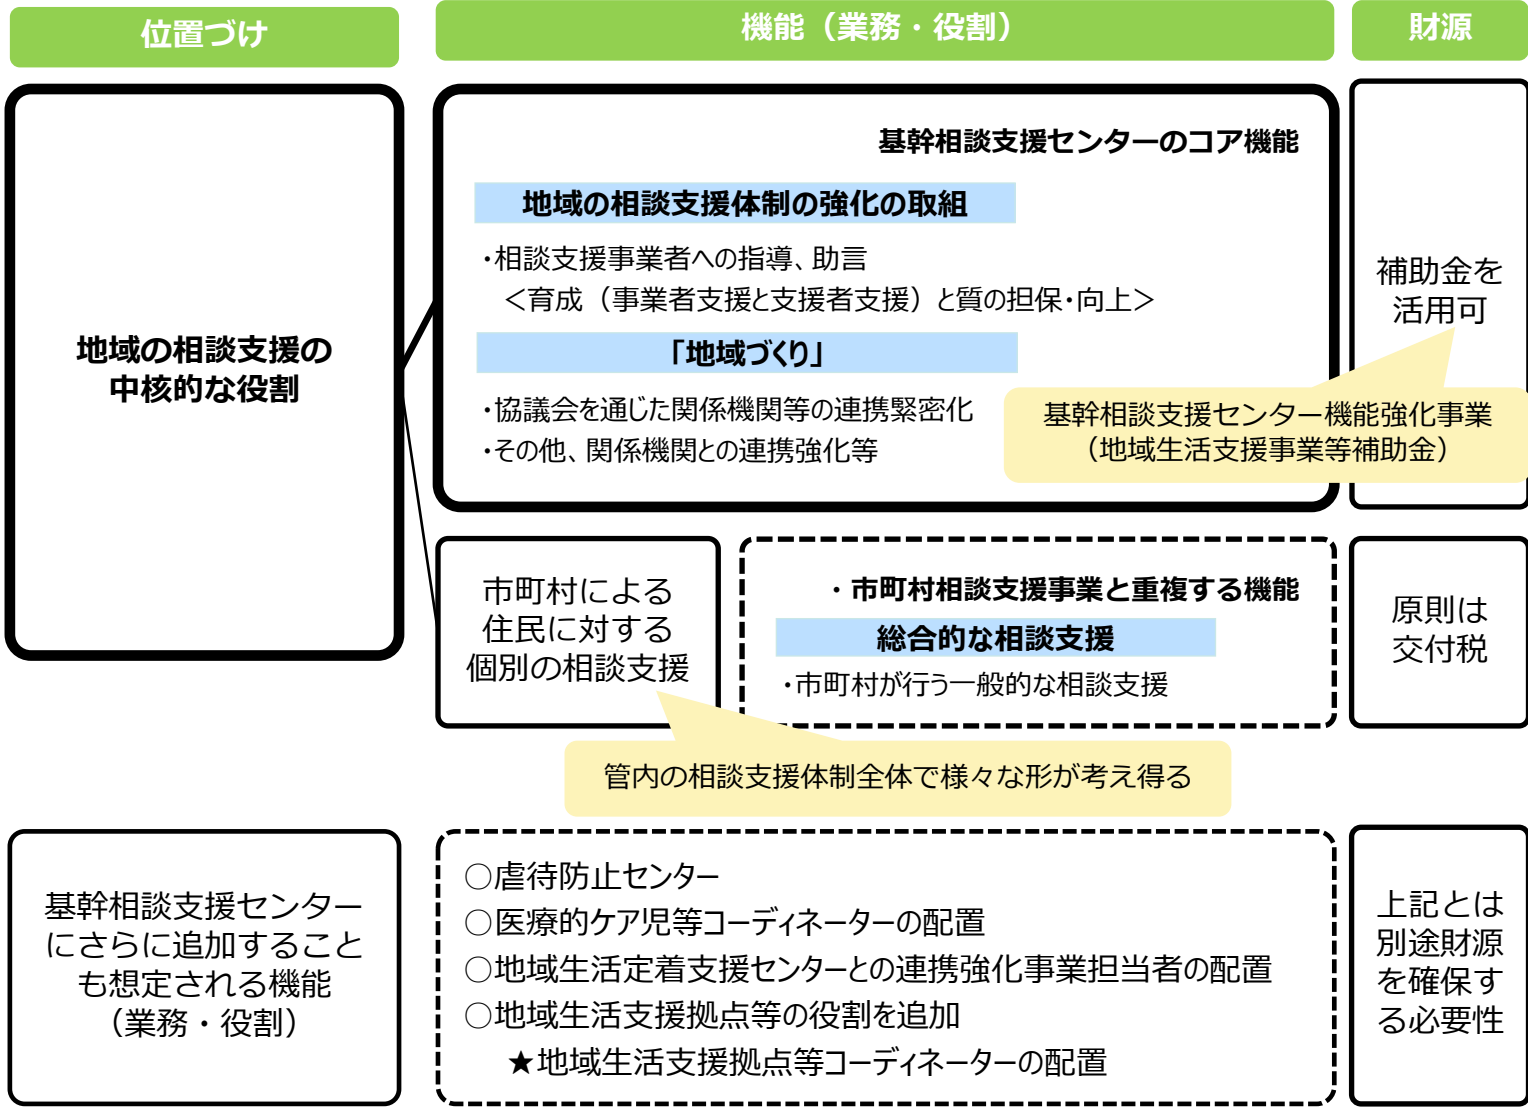 位置づけ
機能（業務・役割）
財源
地域の相談支援の
中核的な役割
基幹相談支援センターのコア機能
地域の相談支援体制の強化の取組
・相談支援事業者への指導、助言
＜育成（事業者支援と支援者支援）と質の担保・向上＞
「地域づくり」
・協議会を通じた関係機関等の連携緊密化
・その他、関係機関との連携強化等
補助金を
活用可
基幹相談支援センター機能強化事業
（地域生活支援事業等補助金）
市町村による
住民に対する
個別の相談支援
・市町村相談支援事業と重複する機能
総合的な相談支援
・市町村が行う一般的な相談支援
原則は
交付税
管内の相談支援体制全体で様々な形が考え得る
基幹相談支援センター
にさらに追加すること
も想定される機能
（業務・役割）
○虐待防止センター
○医療的ケア児等コーディネーターの配置
○地域生活定着支援センターとの連携強化事業担当者の配置
○地域生活支援拠点等の役割を追加
★地域生活支援拠点等コーディネーターの配置
上記とは
別途財源
を確保す
る必要性